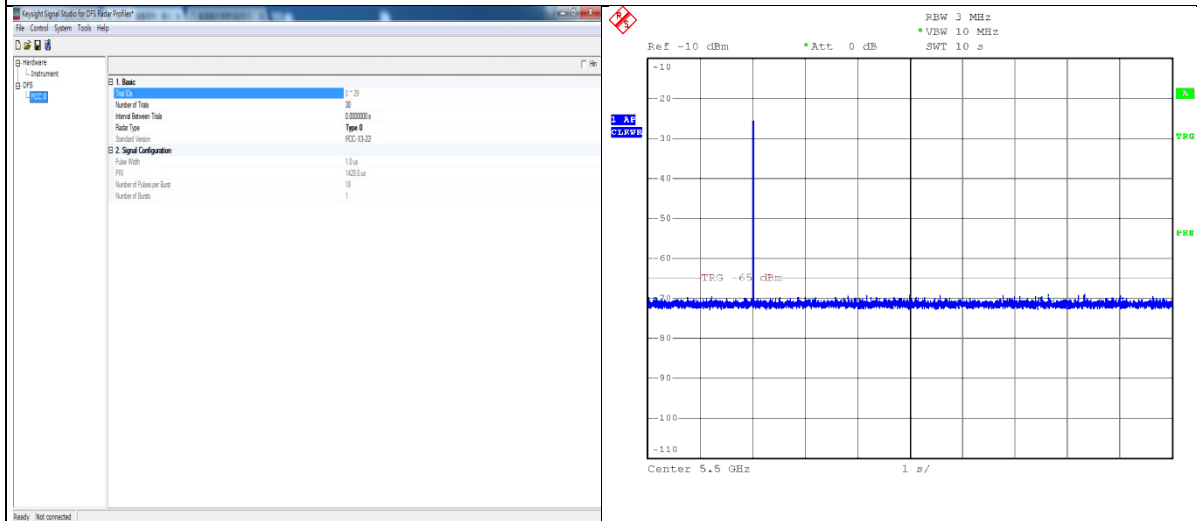 Keysight Signal Studio for DFS Radar Profiles*
File Control System Tools Help
Hardware
Instrument
DFS
FCC 0
1. Basic
Trial IDs 0~29
Number of Trials 30
Interval Between Trials 0.0000000 s
Radar Type Type 0
Standard Version FCC-13-22
2. Signal Configuration
Pulse Width 1.0 us
PRI 1428.0 us
Number of Pulses per Burst 18
Number of Bursts 1
Ready Not connected
R S
RBW 3 MHz
*VBW 10 MHz
Ref -10 dBm *Att 0 dB SWT 10 s
-10
A
-20
1 AP
CLRWR
TRG
-30
-40
-50
PRN
-60
TRG -65 dBm
-70
-80
-90
-100
-110
Center 5.5 GHz 1 s/